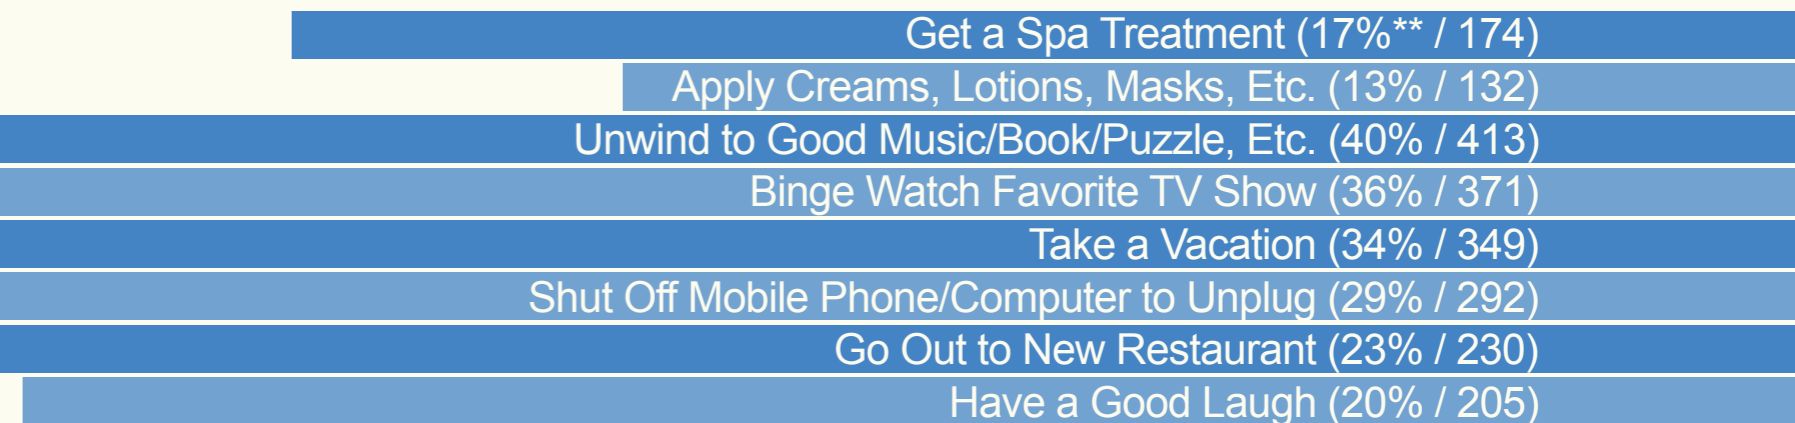 Get a Spa Treatment (17%** / 174)
Apply Creams, Lotions, Masks, Etc. (13% / 132)
Unwind to Good Music/Book/Puzzle, Etc. (40% / 413)
Binge Watch Favorite TV Show (36% / 371)
Take a Vacation (34% / 349)
Shut Off Mobile Phone/Computer to Unplug (29% / 292)
Go Out to New Restaurant (23% / 230)
Have a Good Laugh (20% / 205)